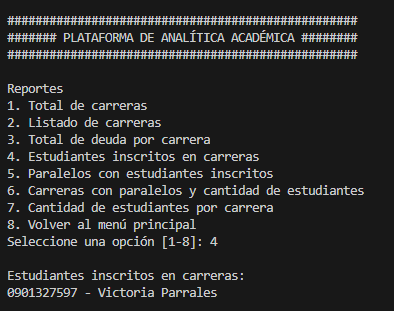 ##################################################
####### PLATAFORMA DE ANALÍTICA ACADÉMICA ########
##################################################
Reportes
1. Total de carreras
2. Listado de carreras
3. Total de deuda por carrera
4. Estudiantes inscritos en carreras
5. Paralelos con estudiantes inscritos
6. Carreras con paralelos y cantidad de estudiantes
7. Cantidad de estudiantes por carrera
8. Volver al menú principal
Seleccione una opción [1-8]: 4
Estudiantes inscritos en carreras:
0901327597 - Victoria Parrales